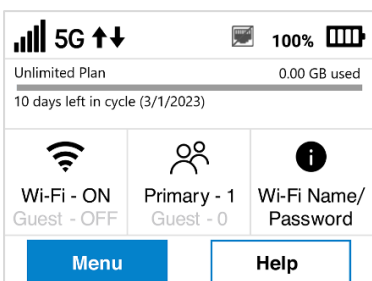 5G 100%
Unlimited Plan 0.00 GB used
10 days left in cycle (3/1/2023)
Wi-Fi - ON Primary - 1 Wi-Fi Name/
Guest - OFF Guest - 0 Password
Menu Help